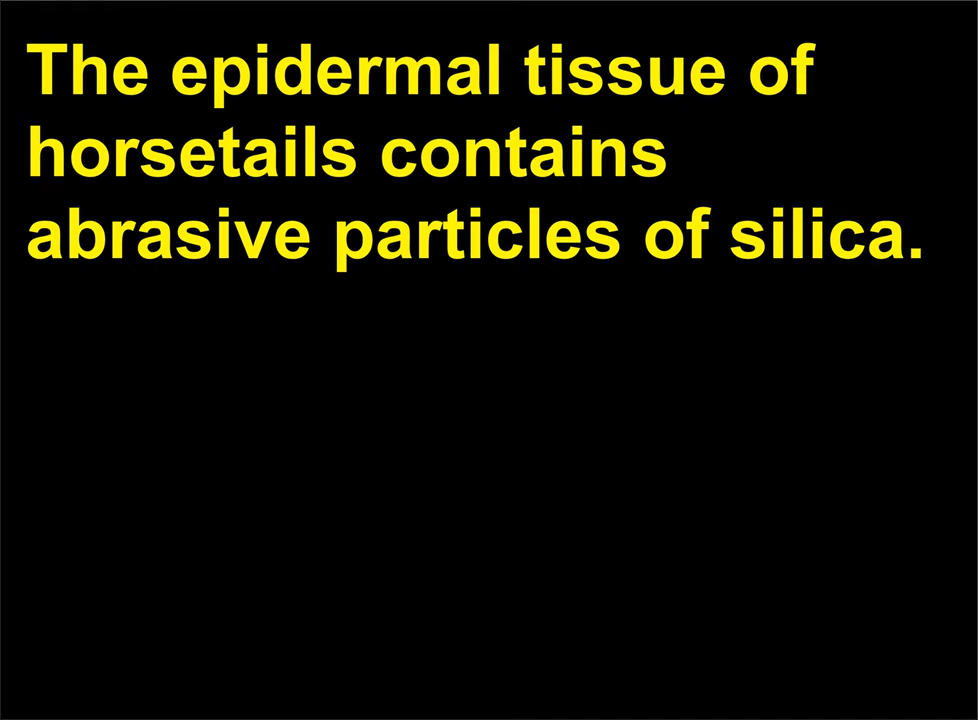 The epidermal tissue of
horsetails contains
abrasive particles of silica.